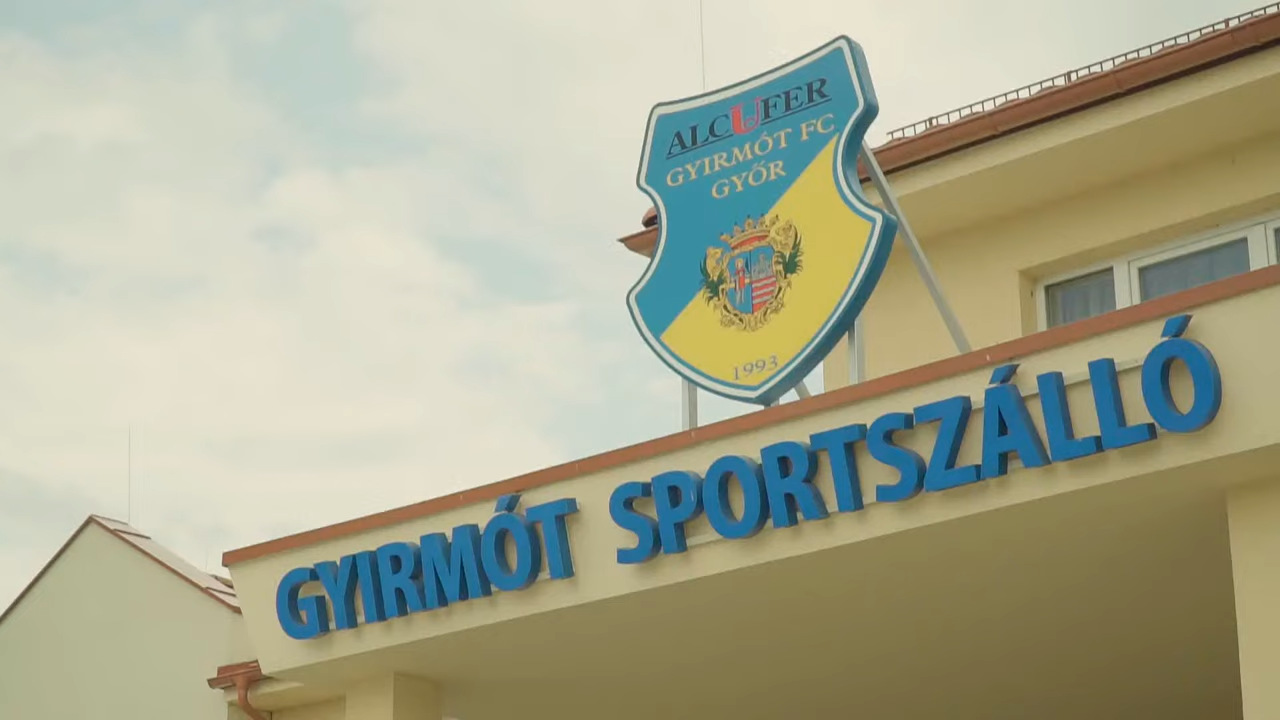 ALCUFER
GYIRMÓT FC
GYŐR
1993
GYIRMÓT SPORTSZÁLLÓ